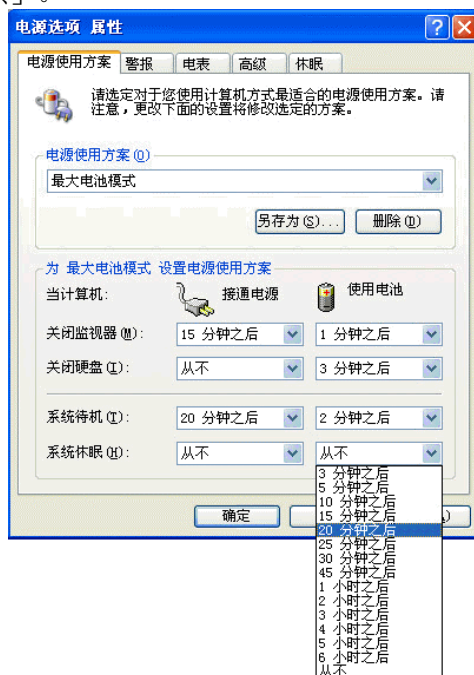 电源选项 属性
电源使用方案 警报 电表 高级 休眠
请选定对于您使用计算机方式最适合的电源使用方案。请
注意，更改下面的设置将修改选定的方案。
电源使用方案(O)
最大电池模式
另存为(S)... 删除(D)
为 最大电池模式 设置电源使用方案
当计算机: 接通电源 使用电池
关闭监视器(M): 15 分钟之后 1 分钟之后
关闭硬盘(I): 从不 3 分钟之后
系统待机(T): 20 分钟之后 2 分钟之后
系统休眠(H): 从不 从不
3 分钟之后
5 分钟之后
10 分钟之后
15 分钟之后
20 分钟之后
25 分钟之后
30 分钟之后
45 分钟之后
1 小时之后
2 小时之后
3 小时之后
4 小时之后
5 小时之后
6 小时之后
从不
确定